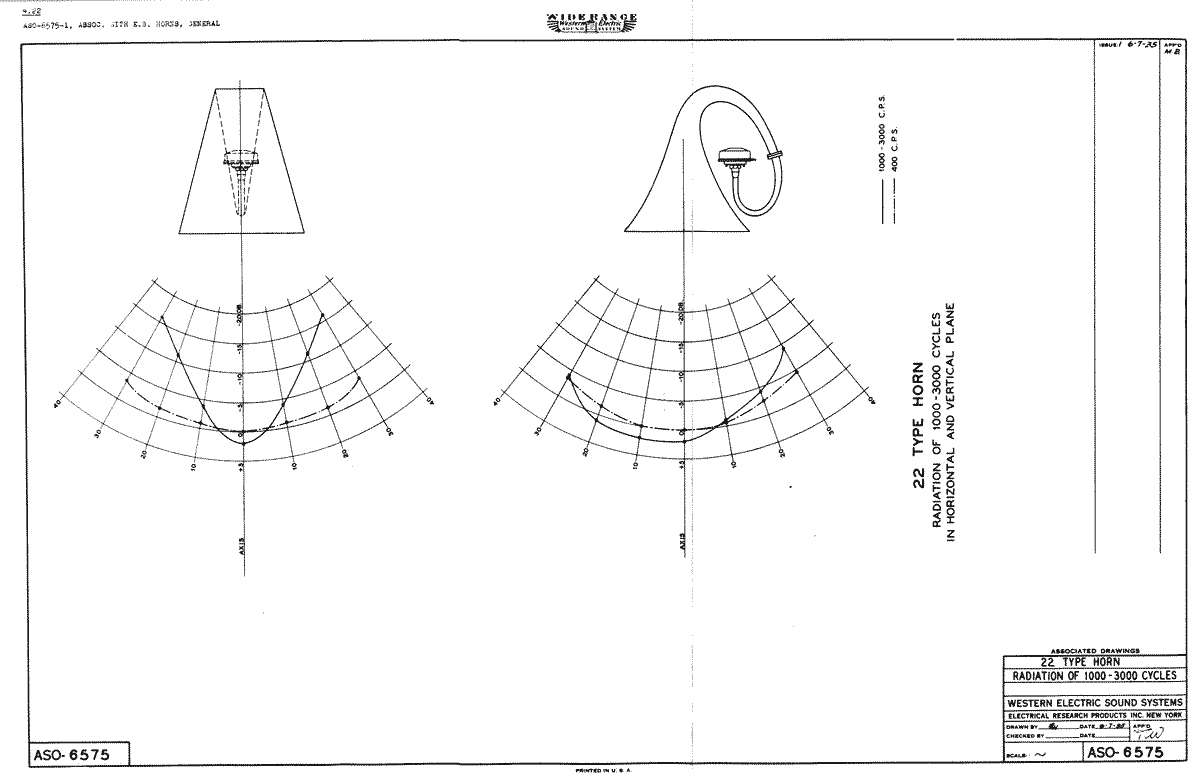 4.22
ASO-6575-1, ASSOC. WITH E.B. HORNS, GENERAL
WIDE RANGE
Western Electric
SOUND SYSTEM
ISSUE 1 6-7-35 APP'D
M.B.
1000-3000 C.P.S.
400 C.P.S.
-20DB
-15
-10
-5
0
+5
40
30
20
10
10
20
30
40
AXIS
-20DB
-15
-10
-5
0
+5
40
30
20
10
10
20
30
40
AXIS
22 TYPE HORN
RADIATION OF 1000-3000 CYCLES
IN HORIZONTAL AND VERTICAL PLANE
ASSOCIATED DRAWINGS
22 TYPE HORN
RADIATION OF 1000-3000 CYCLES
WESTERN ELECTRIC SOUND SYSTEMS
ELECTRICAL RESEARCH PRODUCTS INC. NEW YORK
DRAWN BY DATE 6-7-35 APP'D
CHECKED BY DATE T.W.
SCALE- ~ ASO-6575
ASO-6575
PRINTED IN U.S.A.